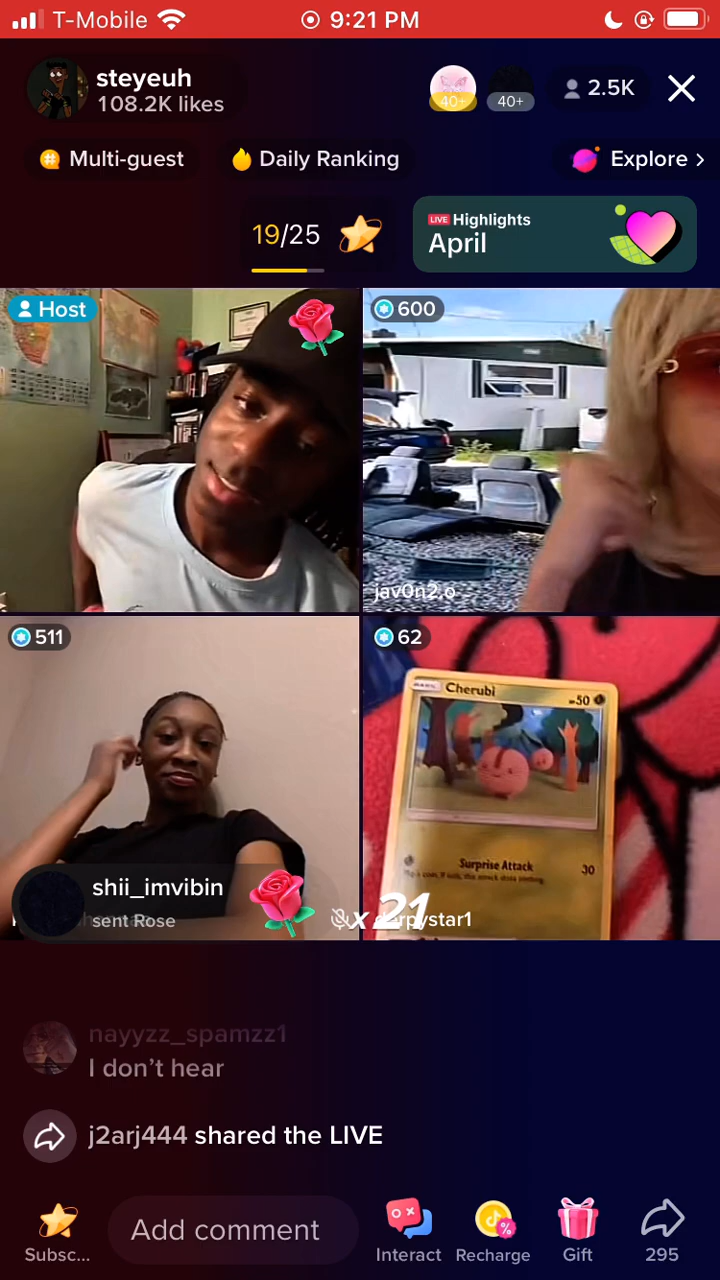 T-Mobile
9:21 PM
steyeuh
108.2K likes
40+
40+
2.5K
Multi-guest
Daily Ranking
Explore >
19/25
LIVE Highlights
April
Host
600
jav0n2.o
511
62
Cherubi
50
Surprise Attack 30
shii_imvibin
sent Rose
x 21
erpystar1
nayyzz_spamzz1
I don't hear
j2arj444 shared the LIVE
Subsc...
Add comment
Interact
Recharge
Gift
295